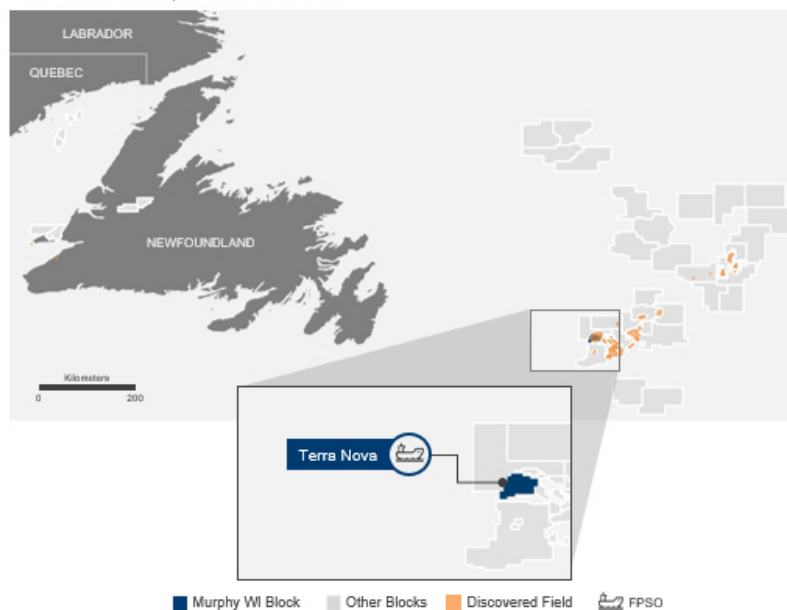 LABRADOR
QUEBEC
NEWFOUNDLAND
Kilometers
0 200
Terra Nova
Murphy WI Block Other Blocks Discovered Field FPSO